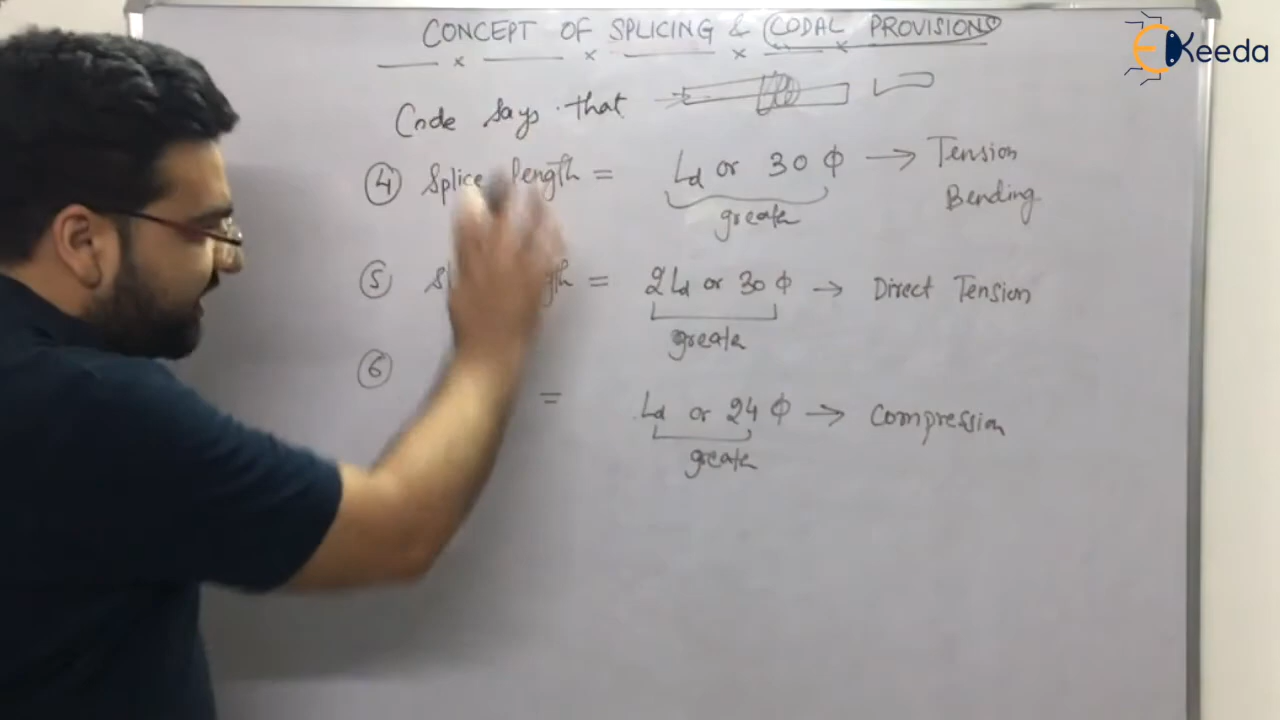 CONCEPT OF SPLICING & CODAL PROVISIONS
EKeeda
Code says that
④ Splice length = Ld or 30 ϕ → Tension Bending
greater
⑤ = 2Ld or 30 ϕ → Direct Tension
greater
⑥ = Ld or 24 ϕ → Compression
greater